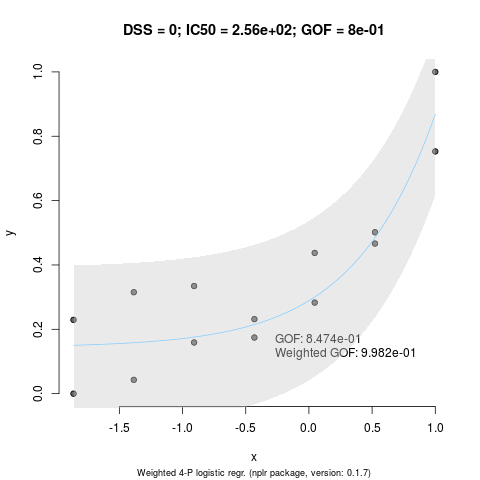 DSS = 0; IC50 = 2.56e+02; GOF = 8e-01
1.0
0.8
0.6
y
0.4
0.2
0.0
GOF: 8.474e-01
Weighted GOF: 9.982e-01
-1.5 -1.0 -0.5 0.0 0.5 1.0
x
Weighted 4-P logistic regr. (nplr package, version: 0.1.7)